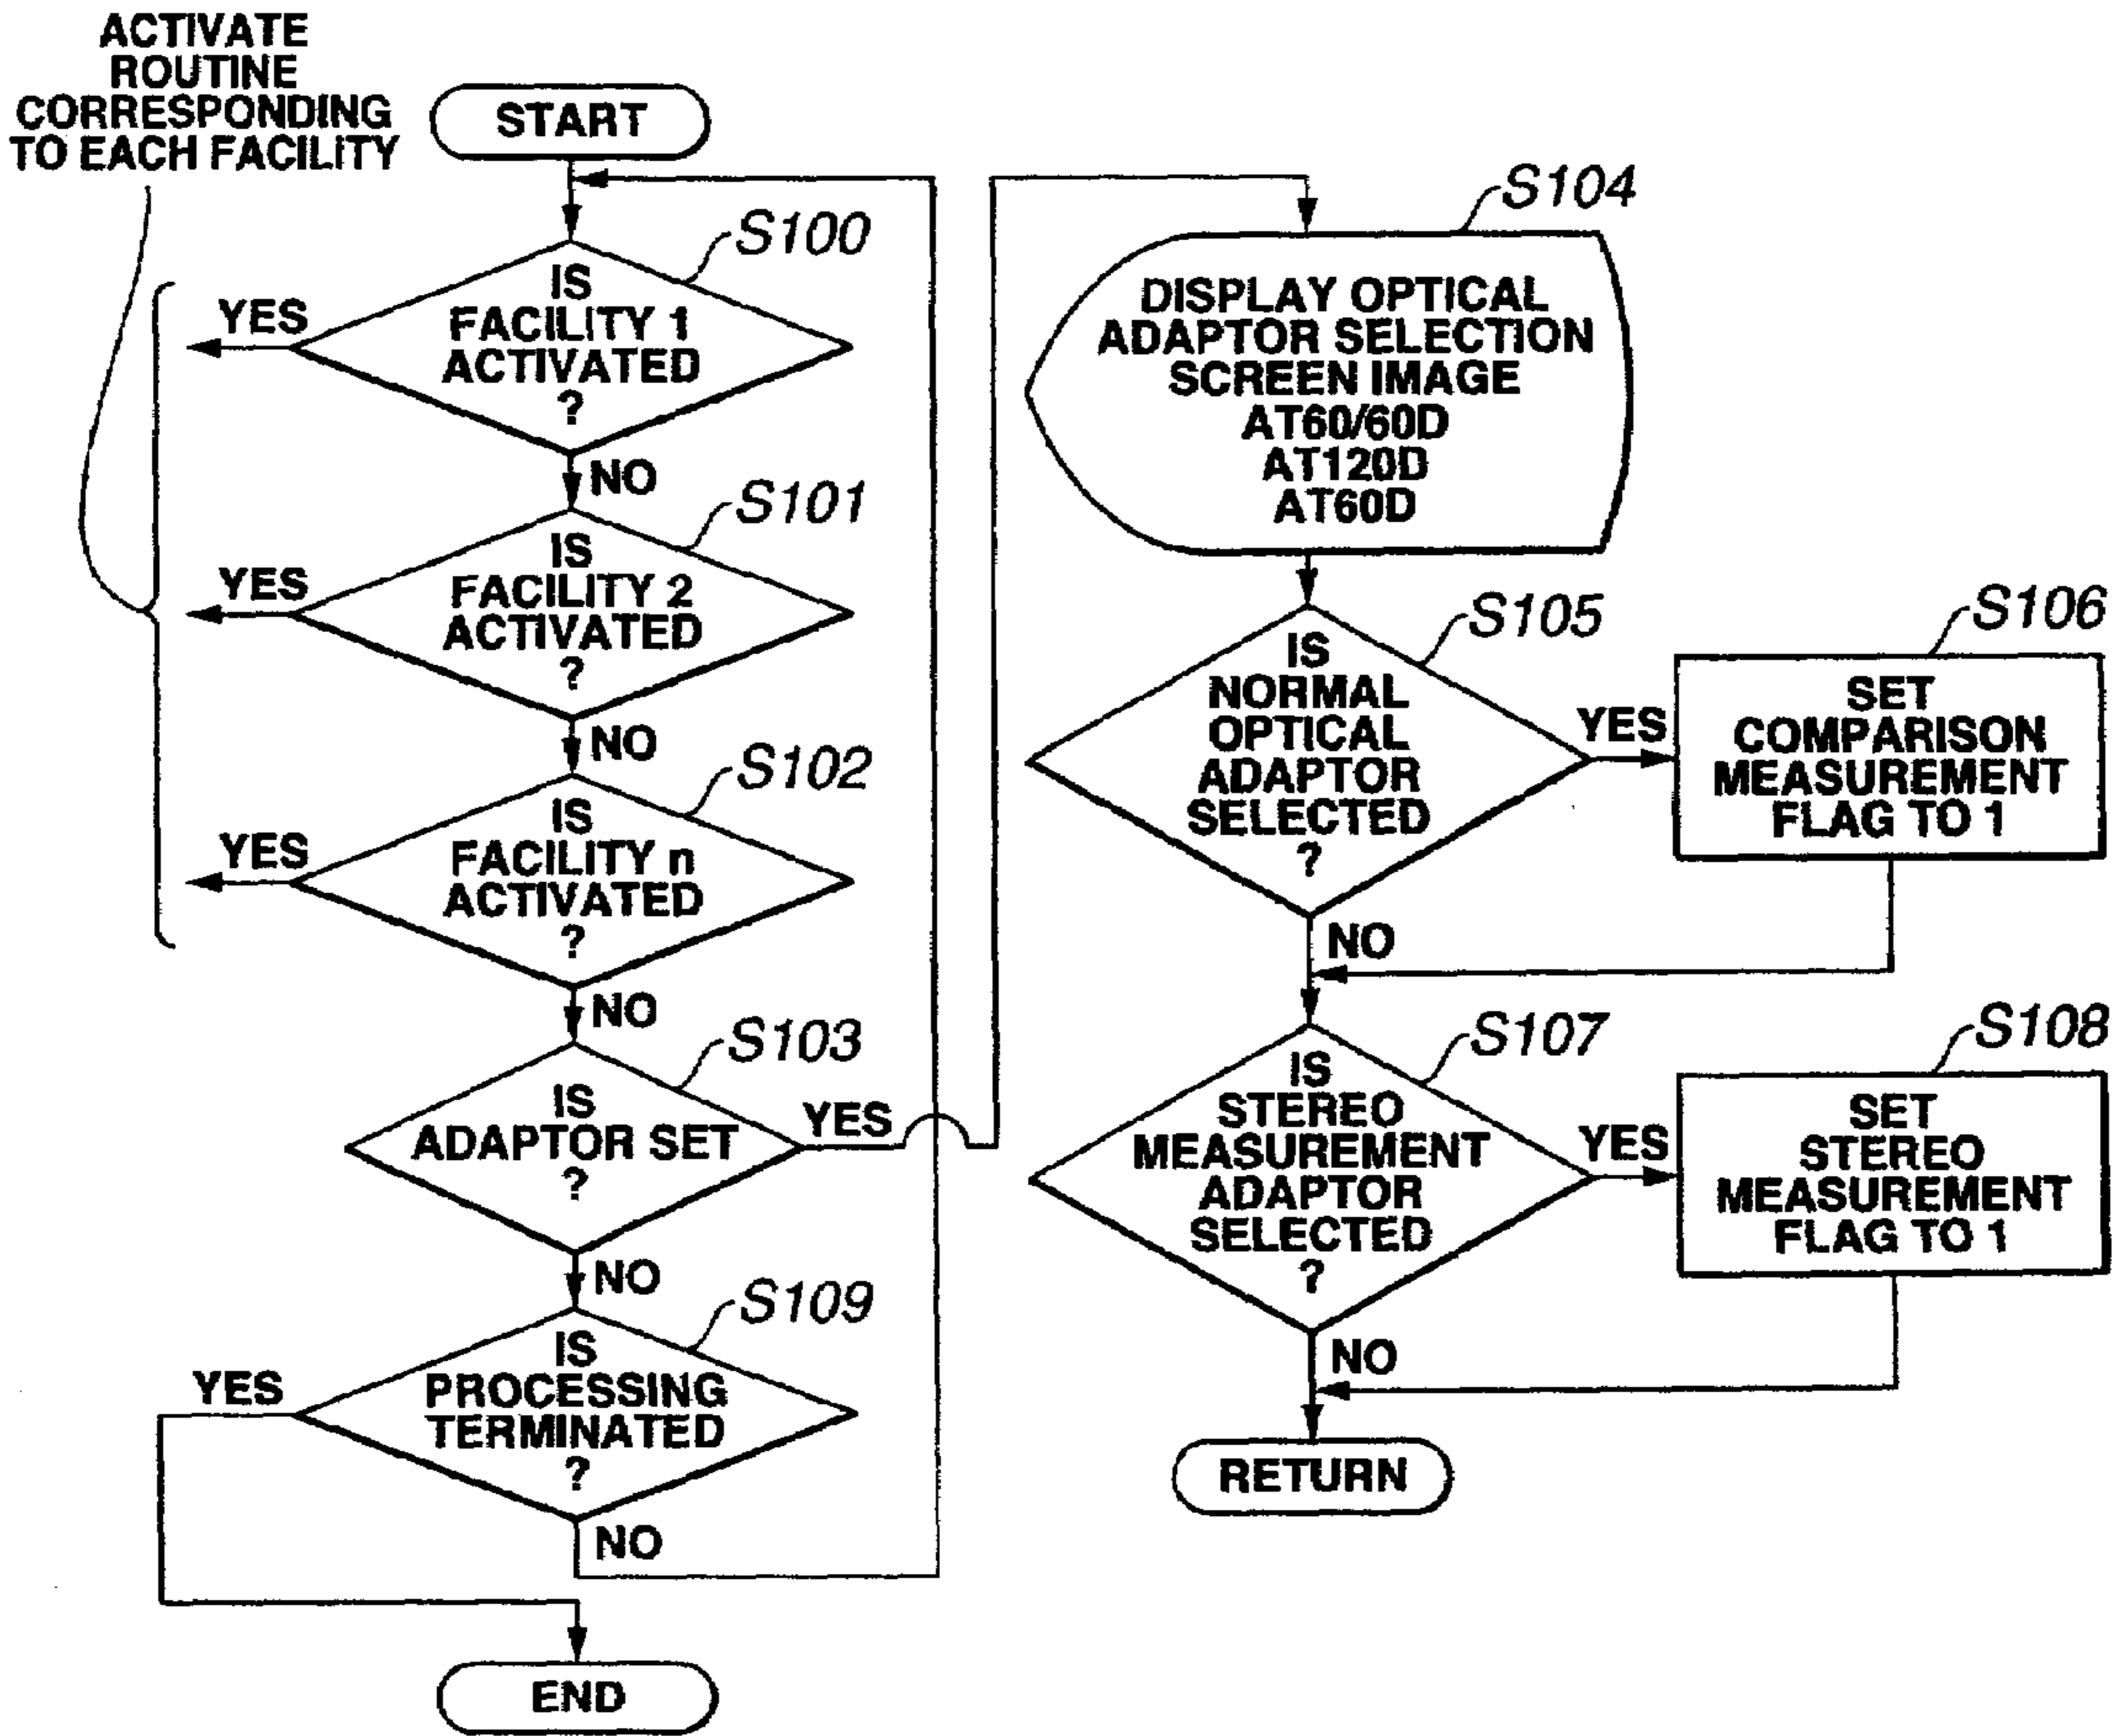 ACTIVATE
ROUTINE
CORRESPONDING
TO EACH FACILITY
START
S100
IS
FACILITY 1
ACTIVATED
?
YES
NO
S101
IS
FACILITY 2
ACTIVATED
?
YES
NO
S102
IS
FACILITY n
ACTIVATED
?
YES
NO
S103
IS
ADAPTOR SET
?
YES
NO
S109
IS
PROCESSING
TERMINATED
?
YES
NO
END
S104
DISPLAY OPTICAL
ADAPTOR SELECTION
SCREEN IMAGE
AT60/60D
AT120D
AT60D
S105
IS
NORMAL
OPTICAL
ADAPTOR
SELECTED
?
YES
NO
S106
SET
COMPARISON
MEASUREMENT
FLAG TO 1
S107
IS
STEREO
MEASUREMENT
ADAPTOR
SELECTED
?
YES
NO
S108
SET
STEREO
MEASUREMENT
FLAG TO 1
RETURN